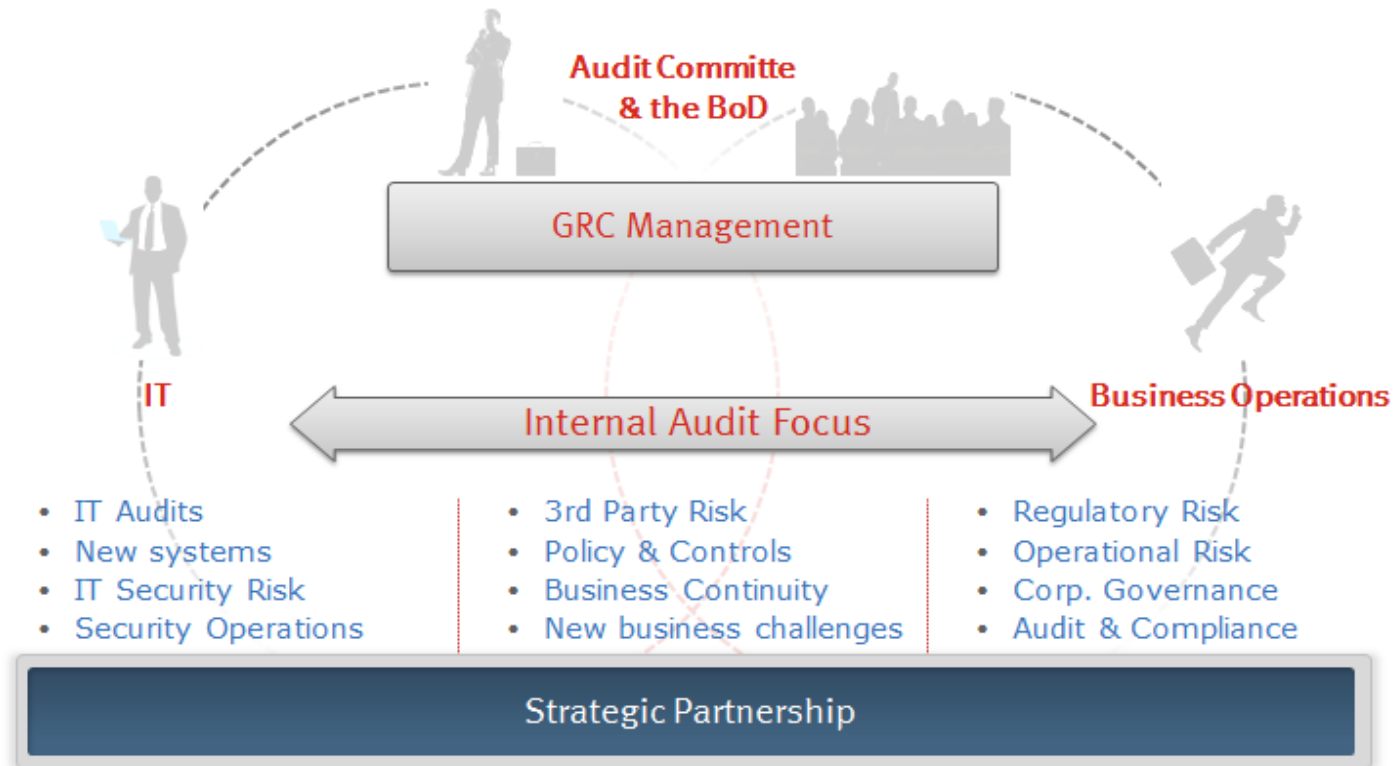 Audit Committe
& the BoD
GRC Management
IT
Business Operations
Internal Audit Focus
• IT Audits
• New systems
• IT Security Risk
• Security Operations
• 3rd Party Risk
• Policy & Controls
• Business Continuity
• New business challenges
• Regulatory Risk
• Operational Risk
• Corp. Governance
• Audit & Compliance
Strategic Partnership